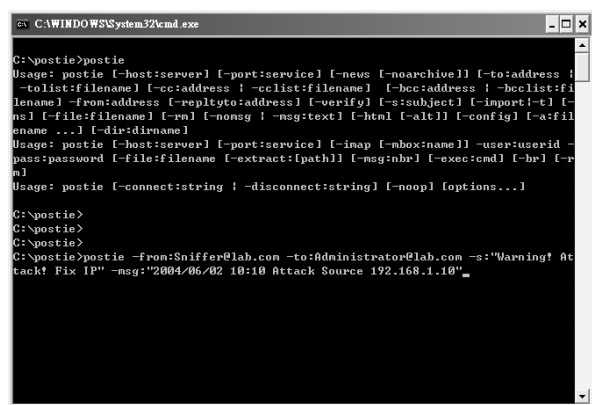 C:\WINDOWS\System32\cmd.exe
C:\postie>postie
Usage: postie [-host:server] [-port:service] [-news [-noarchive]] [-to:address ¦
 -tolist:filename] [-cc:address ¦ -cclist:filename]  [-bcc:address ¦ -bcclist:fi
lename] -from:address [-repltyto:address] [-verify] [-s:subject] [-import¦-t] [-
ns] [-file:filename] [-rm] [-nomsg ¦ -msg:text] [-html [-alt]] [-config] [-a:fil
ename ...] [-dir:dirname]
Usage: postie [-host:server] [-port:service] [-imap [-mbox:name]] -user:userid -
pass:password [-file:filename [-extract:[path]] [-msg:nbr] [-exec:cmd] [-br] [-r
m]
Usage: postie [-connect:string ¦ -disconnect:string] [-noop] [options...]
C:\postie>
C:\postie>
C:\postie>
C:\postie>postie -from:Sniffer@lab.com -to:Administrator@lab.com -s:"Warning! At
tack! Fix IP" -msg:"2004/06/02 10:10 Attack Source 192.168.1.10"_